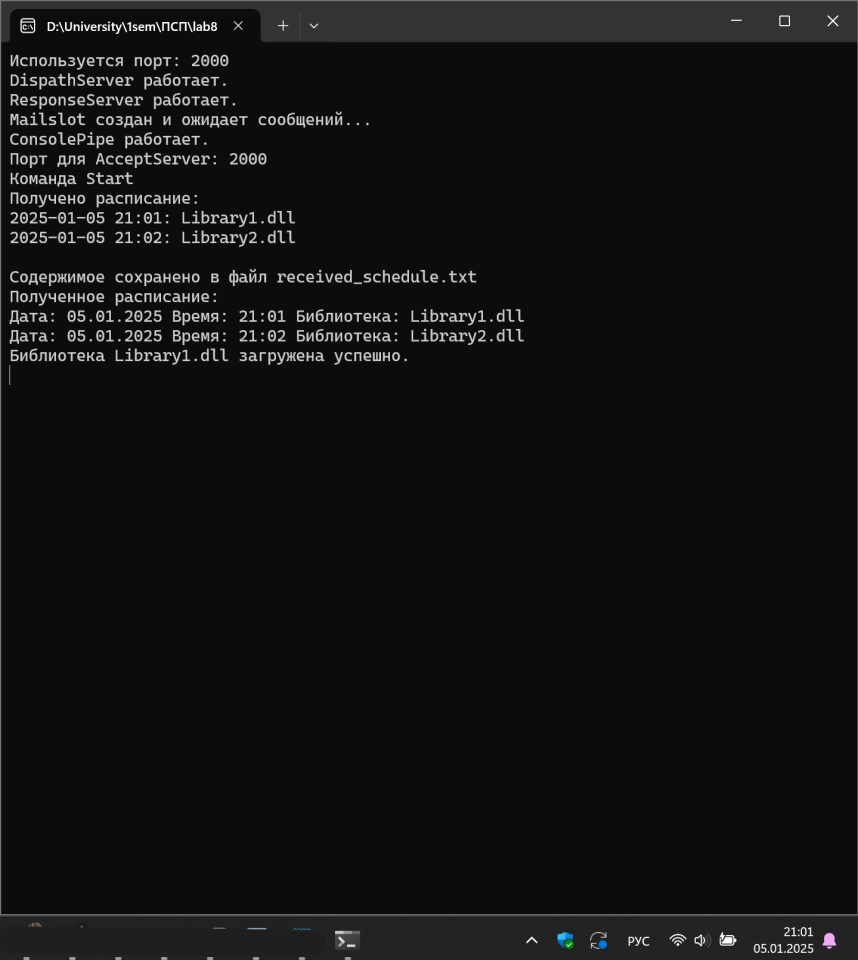 D:\University\1sem\ПСП\lab8
Используется порт: 2000
DispathServer работает.
ResponseServer работает.
Mailslot создан и ожидает сообщений...
ConsolePipe работает.
Порт для AcceptServer: 2000
Команда Start
Получено расписание:
2025-01-05 21:01: Library1.dll
2025-01-05 21:02: Library2.dll
Содержимое сохранено в файл received_schedule.txt
Полученное расписание:
Дата: 05.01.2025 Время: 21:01 Библиотека: Library1.dll
Дата: 05.01.2025 Время: 21:02 Библиотека: Library2.dll
Библиотека Library1.dll загружена успешно.
РУС
21:01
05.01.2025